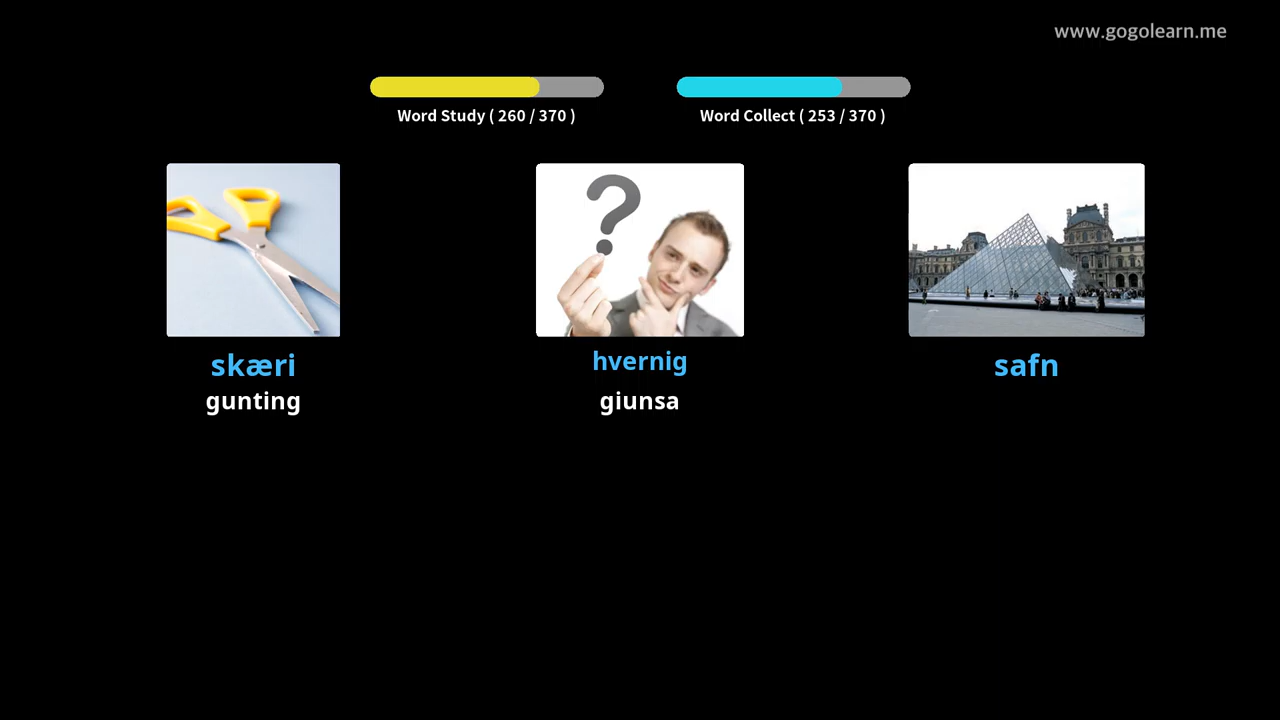 www.gogolearn.me
Word Study ( 260 / 370 )
Word Collect ( 253 / 370 )
skæri
hvernig
safn
gunting
giunsa